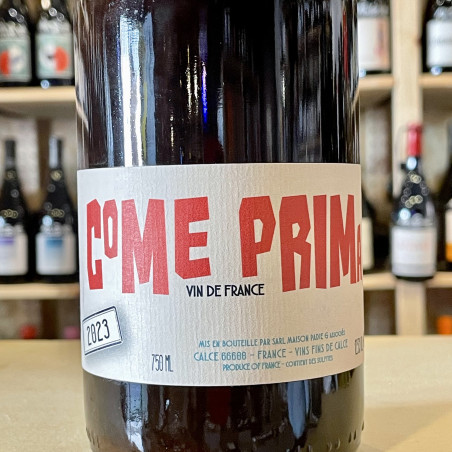 COME PRIMA
VIN DE FRANCE
2023
750 ML
MIS EN BOUTEILLE PAR SARL MAISON PADIÉ &
CALCE 66600 - FRANCE - VINS FINS DE CALCE
PRODUCE OF FRANCE - CONTIENT DES SULFITES